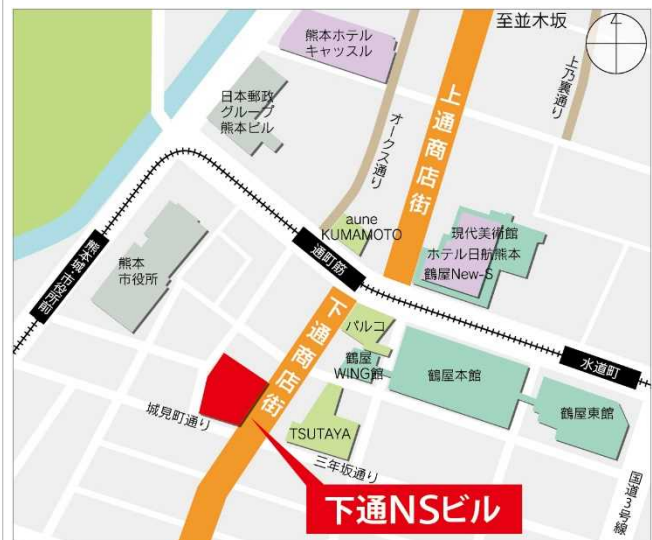 至並木坂
熊本ホテル
キャッスル
上乃裏通り
日本郵政
グループ
熊本ビル
上通商店街
オークス通り
aune
KUMAMOTO
現代美術館
ホテル日航熊本
鶴屋New-S
通町筋
熊本
市役所
熊本城・市役所前
下通商店街
パルコ
鶴屋
WING館
鶴屋本館
水道町
鶴屋東館
城見町通り
TSUTAYA
三年坂通り
国道3号線
下通NSビル